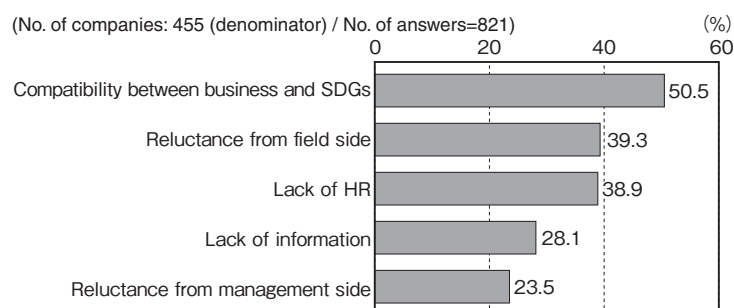 (No. of companies: 455 (denominator) / No. of answers=821) (%)
0 20 40 60
Compatibility between business and SDGs 50.5
Reluctance from field side 39.3
Lack of HR 38.9
Lack of information 28.1
Reluctance from management side 23.5